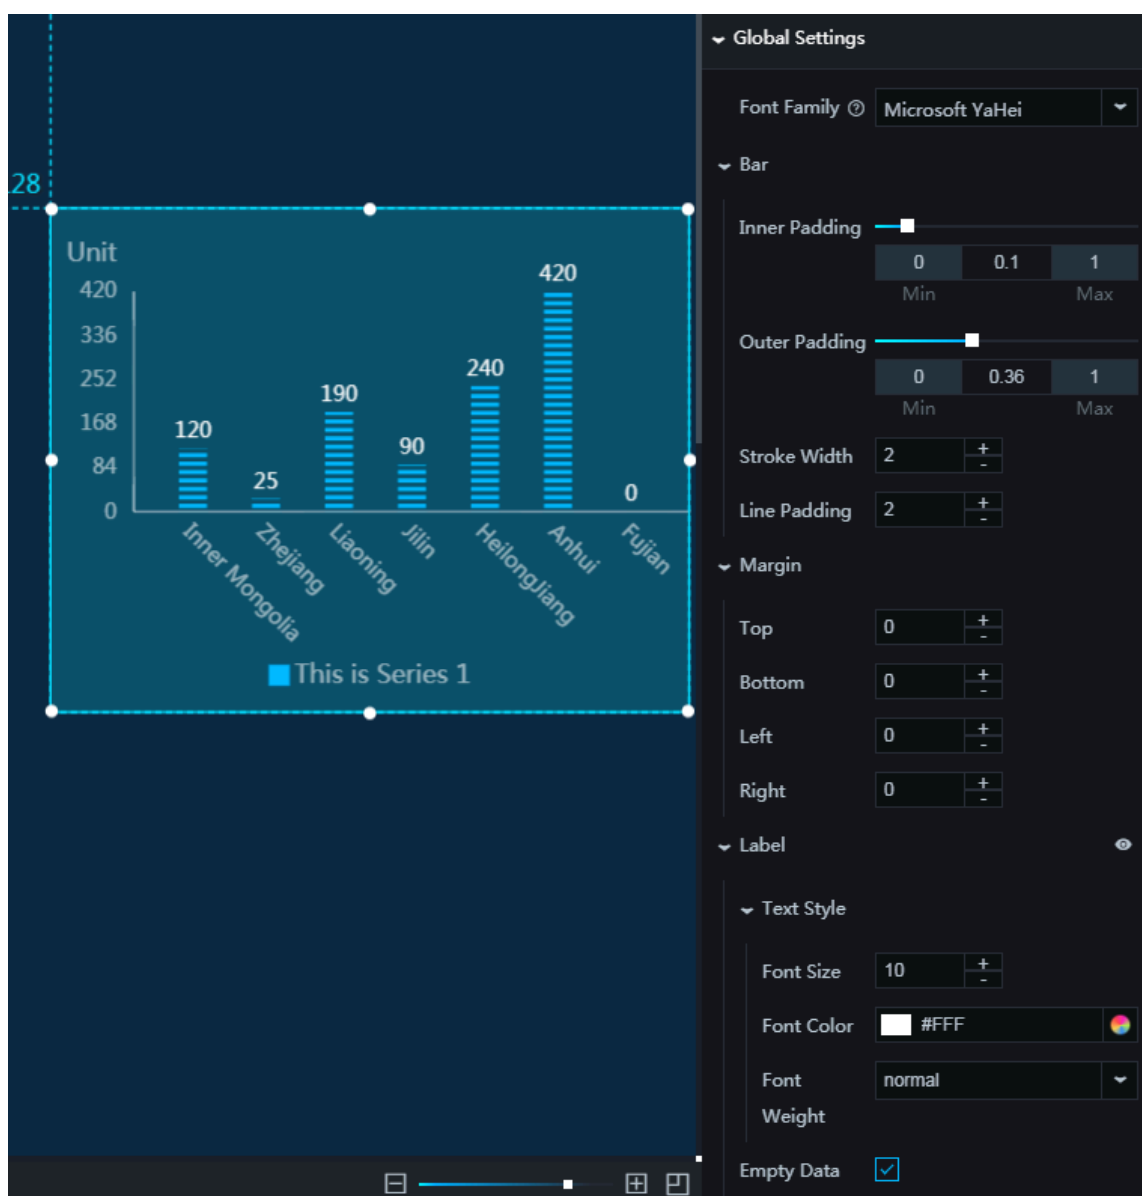 .28
Unit
420
336
252
168
84
0
120
25
190
90
240
420
0
Inner Mongolia
Zhejiang
Liaoning
Jilin
HeilongJiang
Anhui
Fujian
This is Series 1
Global Settings
Font Family ?
Microsoft YaHei
Bar
Inner Padding
0 0.1 1
Min Max
Outer Padding
0 0.36 1
Min Max
Stroke Width 2 + -
Line Padding 2 + -
Margin
Top 0 + -
Bottom 0 + -
Left 0 + -
Right 0 + -
Label
Text Style
Font Size 10 + -
Font Color #FFF
Font Weight normal
Empty Data